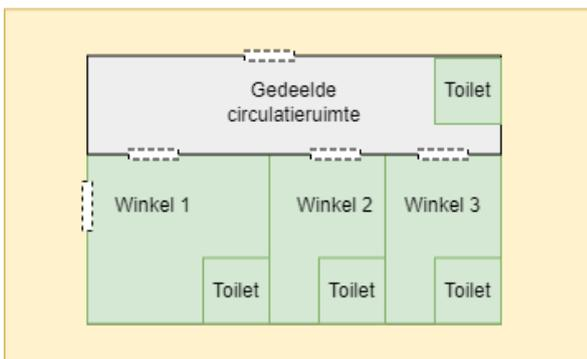 Gedeelde
circulatieruimte
Toilet
Winkel 1
Winkel 2
Winkel 3
Toilet
Toilet
Toilet